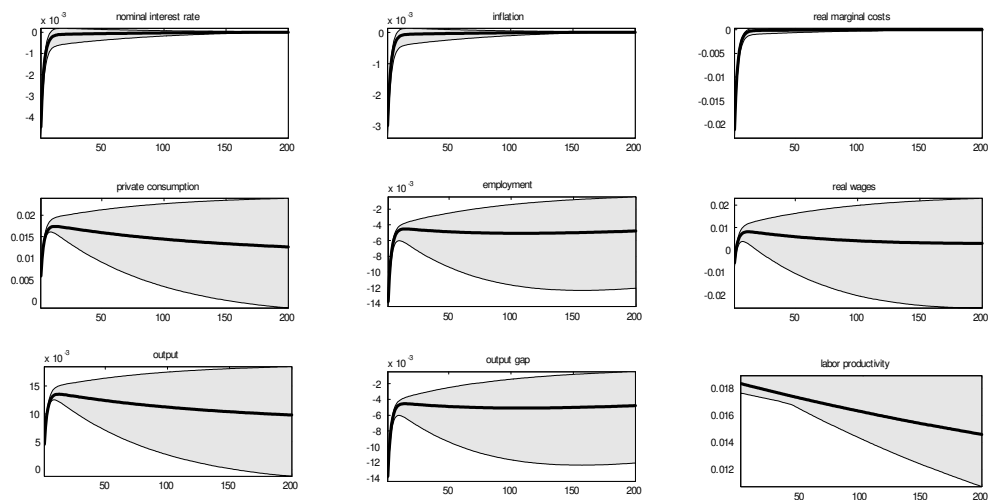 nominal interest rate
x 10 -3
0
-1
-2
-3
-4
50 100 150 200
inflation
x 10 -3
0
-1
-2
-3
50 100 150 200
real marginal costs
0
-0.005
-0.01
-0.015
-0.02
50 100 150 200
private consumption
0.02
0.015
0.01
0.005
0
50 100 150 200
employment
x 10 -3
-2
-4
-6
-8
-10
-12
-14
50 100 150 200
real wages
0.02
0.01
0
-0.01
-0.02
50 100 150 200
output
x 10 -3
15
10
5
0
50 100 150 200
output gap
x 10 -3
-2
-4
-6
-8
-10
-12
-14
50 100 150 200
labor productivity
0.018
0.016
0.014
0.012
50 100 150 200